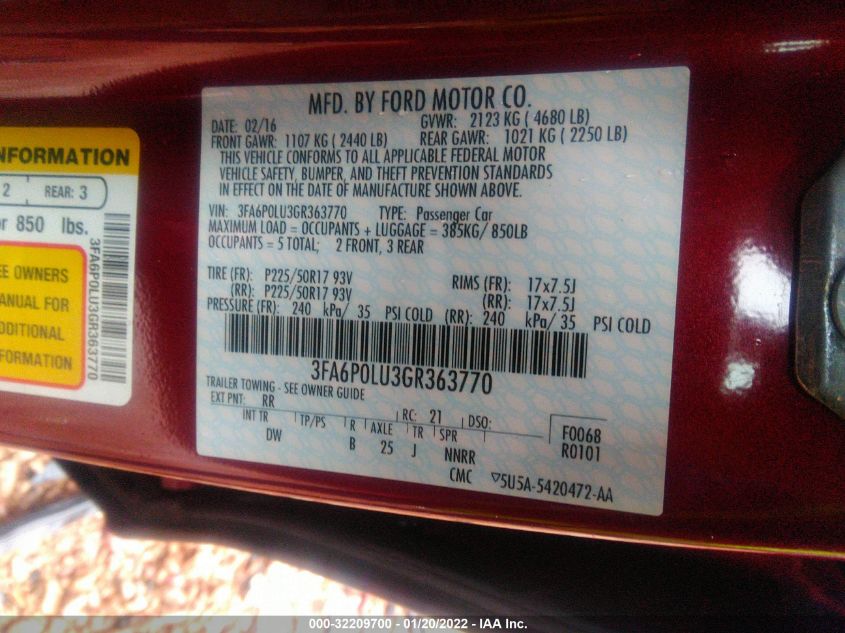 MFD. BY FORD MOTOR CO.
DATE: 02/16 GVWR: 2123 KG ( 4680 LB)
FRONT GAWR: 1107 KG ( 2440 LB) REAR GAWR: 1021 KG ( 2250 LB)
THIS VEHICLE CONFORMS TO ALL APPLICABLE FEDERAL MOTOR
VEHICLE SAFETY, BUMPER, AND THEFT PREVENTION STANDARDS
IN EFFECT ON THE DATE OF MANUFACTURE SHOWN ABOVE.
VIN: 3FA6P0LU3GR363770 TYPE: Passenger Car
MAXIMUM LOAD = OCCUPANTS + LUGGAGE = 385KG/ 850LB
OCCUPANTS = 5 TOTAL; 2 FRONT, 3 REAR
TIRE (FR): P225/50R17 93V RIMS (FR): 17x7.5J
(RR): P225/50R17 93V (RR): 17x7.5J
PRESSURE (FR): 240 kPa/ 35 PSI COLD (RR): 240 kPa/ 35 PSI COLD
3FA6P0LU3GR363770
TRAILER TOWING - SEE OWNER GUIDE
EXT PNT: RR RC: 21 DSO:
INT TR TP/PS R AXLE TR SPR F0068
DW B 25 J NNRR R0101
CMC 5U5A-5420472-AA
NFORMATION
2 REAR: 3
or 850 lbs.
EE OWNERS
ANUAL FOR
DDITIONAL
FORMATION
3FA6P0LU3GR363770
000-32209700 - 01/20/2022 - IAA Inc.